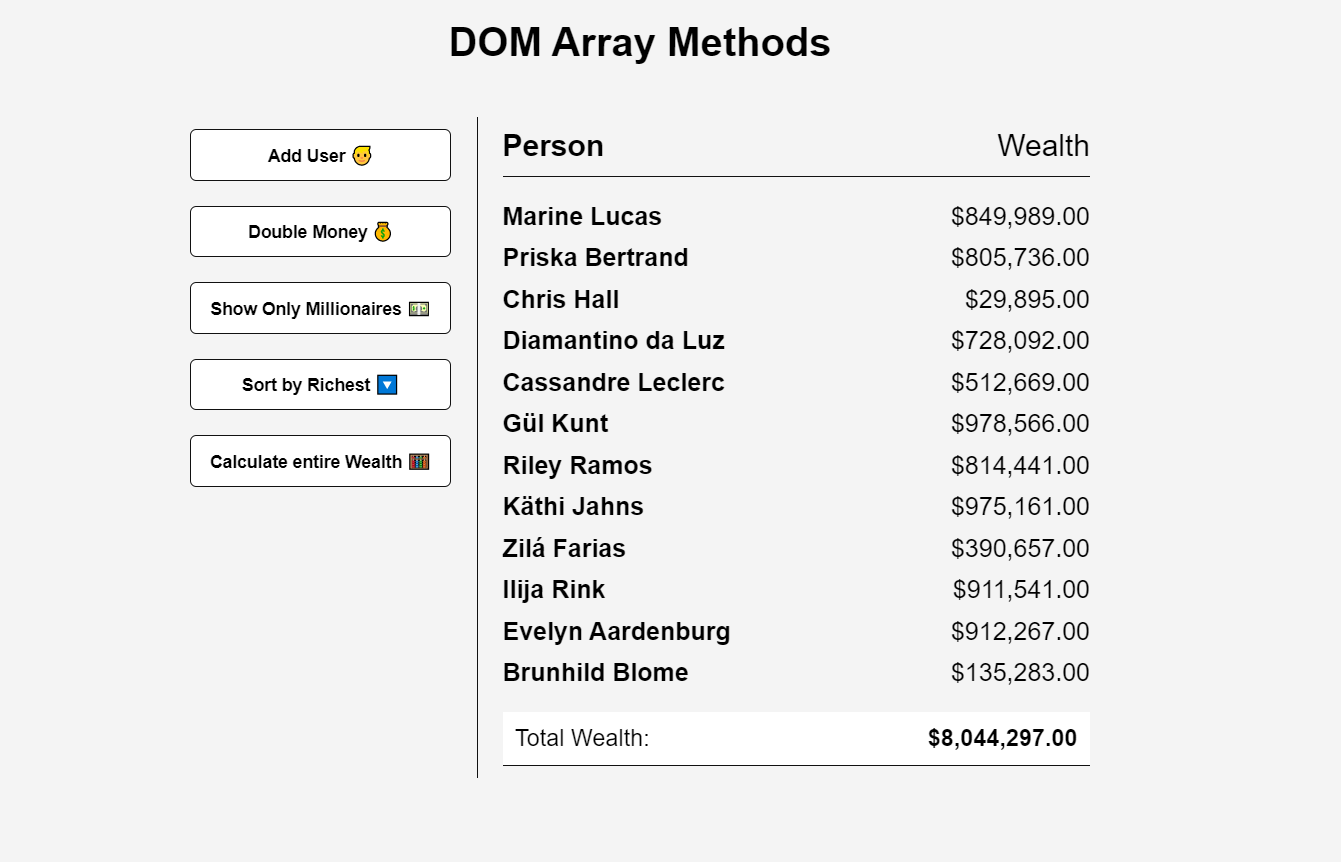 DOM Array Methods
Add User 👱
Double Money 💰
Show Only Millionaires 💵
Sort by Richest 🔽
Calculate entire Wealth 🧮
Person Wealth
Marine Lucas $849,989.00
Priska Bertrand $805,736.00
Chris Hall $29,895.00
Diamantino da Luz $728,092.00
Cassandre Leclerc $512,669.00
Gül Kunt $978,566.00
Riley Ramos $814,441.00
Käthi Jahns $975,161.00
Zilá Farias $390,657.00
Ilija Rink $911,541.00
Evelyn Aardenburg $912,267.00
Brunhild Blome $135,283.00
Total Wealth: $8,044,297.00